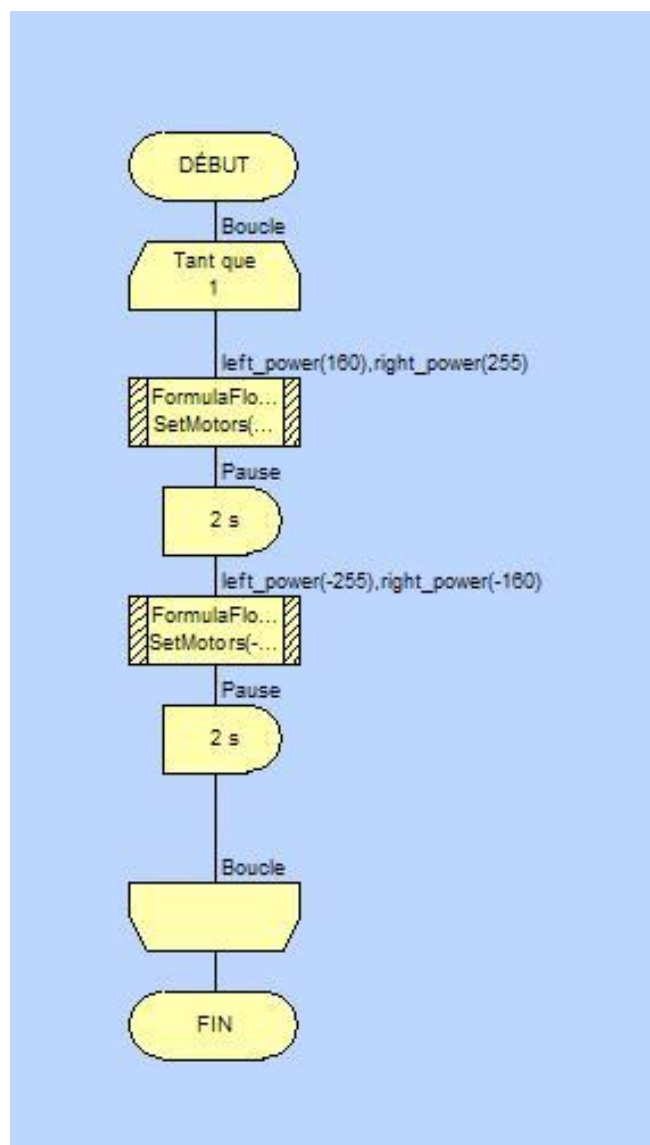 DÉBUT
Boucle
Tant que
1
left_power(160),right_power(255)
FormulaFlo...
SetMotors(...
Pause
2 s
left_power(-255),right_power(-160)
FormulaFlo...
SetMotors(-...
Pause
2 s
Boucle
FIN